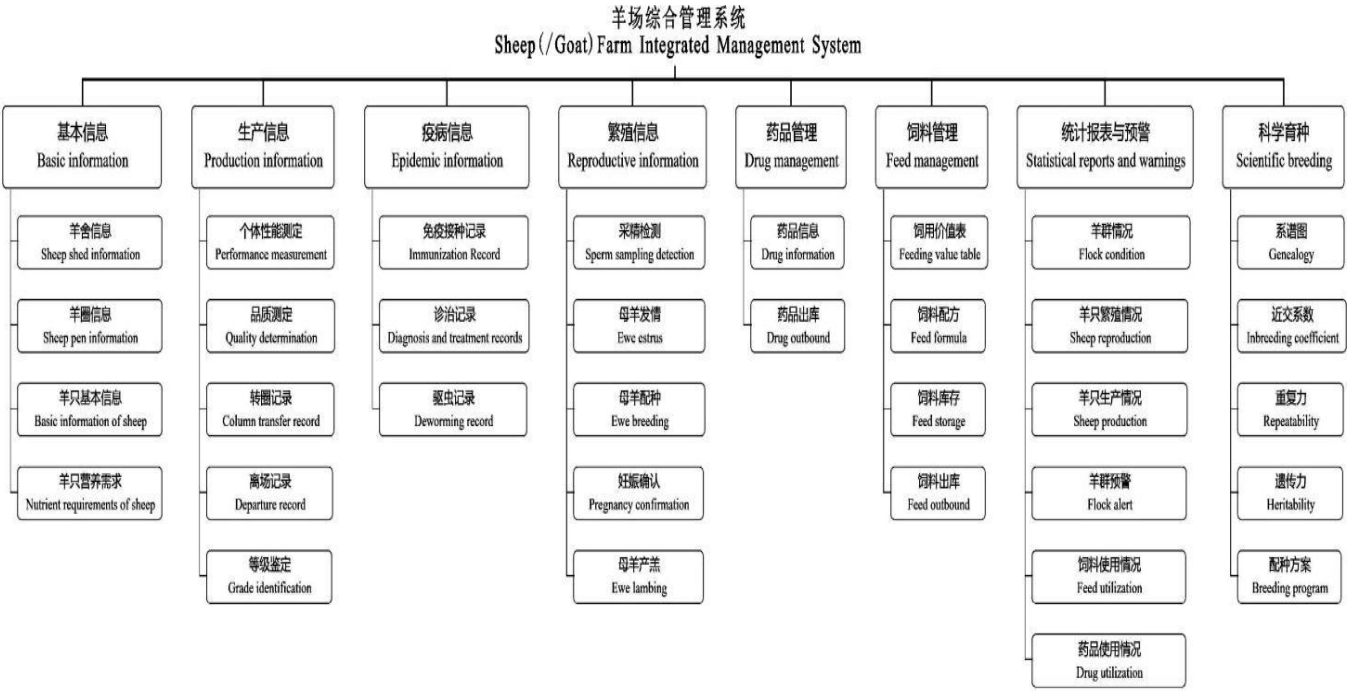 羊场综合管理系统
Sheep(/Goat) Farm Integrated Management System
基本信息
Basic information
羊舍信息
Sheep shed information
羊圈信息
Sheep pen information
羊只基本信息
Basic information of sheep
羊只营养需求
Nutrient requirements of sheep
生产信息
Production information
个体性能测定
Performance measurement
品质测定
Quality determination
转圈记录
Column transfer record
离场记录
Departure record
等级鉴定
Grade identification
疫病信息
Epidemic information
免疫接种记录
Immunization Record
诊治记录
Diagnosis and treatment records
驱虫记录
Deworming record
繁殖信息
Reproductive information
采精检测
Sperm sampling detection
母羊发情
Ewe estrus
母羊配种
Ewe breeding
妊娠确认
Pregnancy confirmation
母羊产羔
Ewe lambing
药品管理
Drug management
药品信息
Drug information
药品出库
Drug outbound
饲料管理
Feed management
饲用价值表
Feeding value table
饲料配方
Feed formula
饲料库存
Feed storage
饲料出库
Feed outbound
统计报表与预警
Statistical reports and warnings
羊群情况
Flock condition
羊只繁殖情况
Sheep reproduction
羊只生产情况
Sheep production
羊群预警
Flock alert
饲料使用情况
Feed utilization
药品使用情况
Drug utilization
科学育种
Scientific breeding
系谱图
Genealogy
近交系数
Inbreeding coefficient
重复力
Repeatability
遗传力
Heritability
配种方案
Breeding program